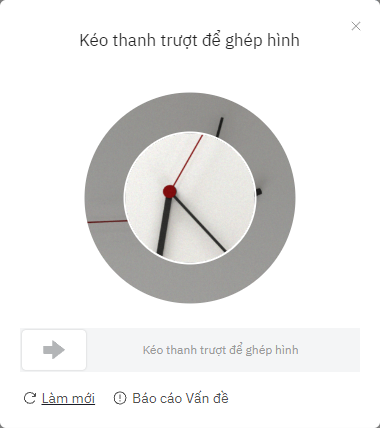 Kéo thanh trượt để ghép hình
Kéo thanh trượt để ghép hình
Làm mới Báo cáo Vấn đề